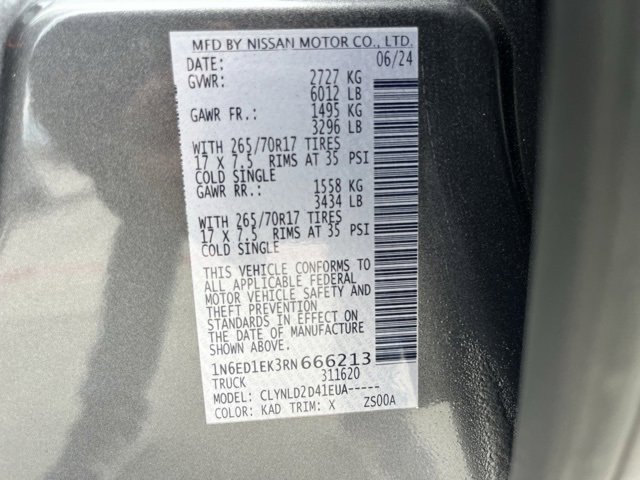 MFD BY NISSAN MOTOR CO., LTD.
DATE: 06/24
GVWR: 2727 KG
6012 LB
GAWR FR.: 1495 KG
3296 LB
WITH 265/70R17 TIRES
17 X 7.5 RIMS AT 35 PSI
COLD SINGLE
GAWR RR.: 1558 KG
3434 LB
WITH 265/70R17 TIRES
17 X 7.5 RIMS AT 35 PSI
COLD SINGLE
THIS VEHICLE CONFORMS TO
ALL APPLICABLE FEDERAL
MOTOR VEHICLE SAFETY AND
THEFT PREVENTION
STANDARDS IN EFFECT ON
THE DATE OF MANUFACTURE
SHOWN ABOVE.
1N6ED1EK3RN666213
TRUCK 311620
MODEL: CLYNLD2D41EUA-----
COLOR: KAD TRIM: X ZS00A